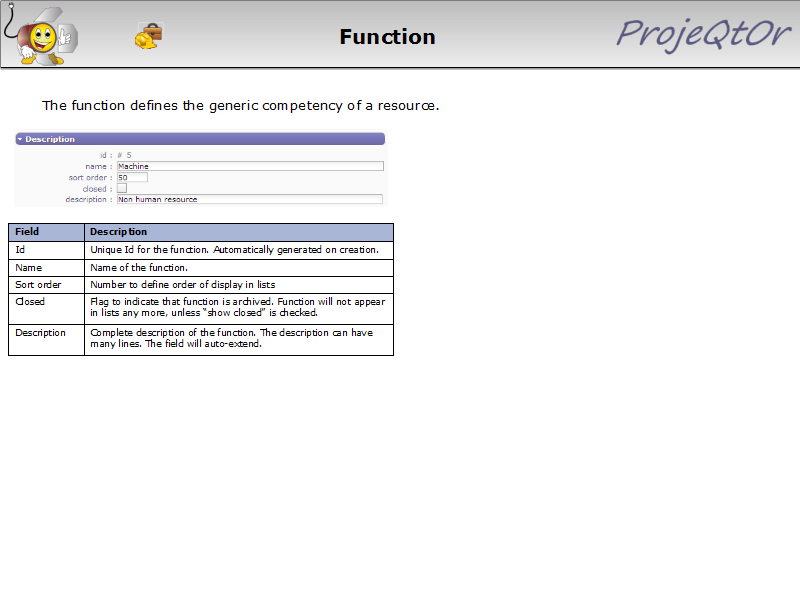 Function
ProjeQtOr
The function defines the generic competency of a resource.
Description
id : # 5
name : Machine
sort order : 50
closed :
description : Non human resource
Field Description
Id Unique Id for the function. Automatically generated on creation.
Name Name of the function.
Sort order Number to define order of display in lists
Closed Flag to indicate that function is archived. Function will not appear
in lists any more, unless “show closed” is checked.
Description Complete description of the function. The description can have
many lines. The field will auto-extend.